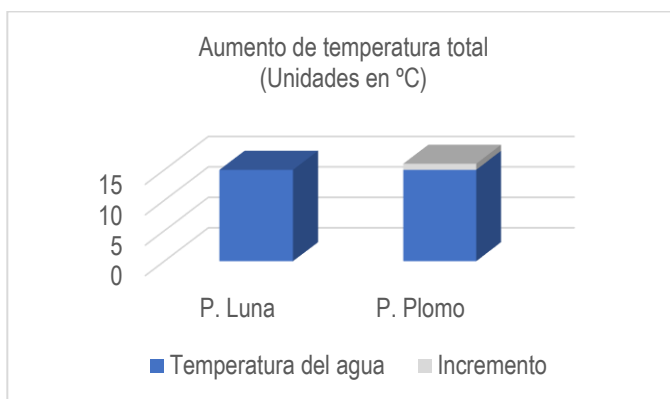 Aumento de temperatura total
(Unidades en ºC)
15
10
5
0
P. Luna
P. Plomo
Temperatura del agua
Incremento